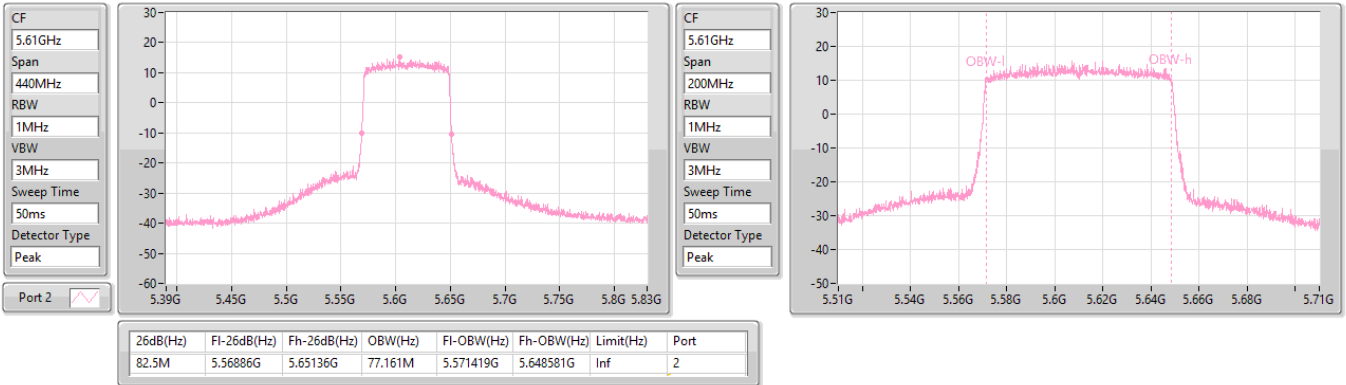 CF
5.61GHz
Span
440MHz
RBW
1MHz
VBW
3MHz
Sweep Time
50ms
Detector Type
Peak
Port 2
30
20
10
0
-10
-20
-30
-40
-50
-60
5.39G 5.45G 5.5G 5.55G 5.6G 5.65G 5.7G 5.75G 5.8G 5.83G
CF
5.61GHz
Span
200MHz
RBW
1MHz
VBW
3MHz
Sweep Time
50ms
Detector Type
Peak
30
20
10
0
-10
-20
-30
-40
-50
OBW-l OBW-h
5.51G 5.54G 5.56G 5.58G 5.6G 5.62G 5.64G 5.66G 5.68G 5.71G
26dB(Hz) Fl-26dB(Hz) Fh-26dB(Hz) OBW(Hz) Fl-OBW(Hz) Fh-OBW(Hz) Limit(Hz) Port
82.5M 5.56886G 5.65136G 77.161M 5.571419G 5.648581G Inf 2